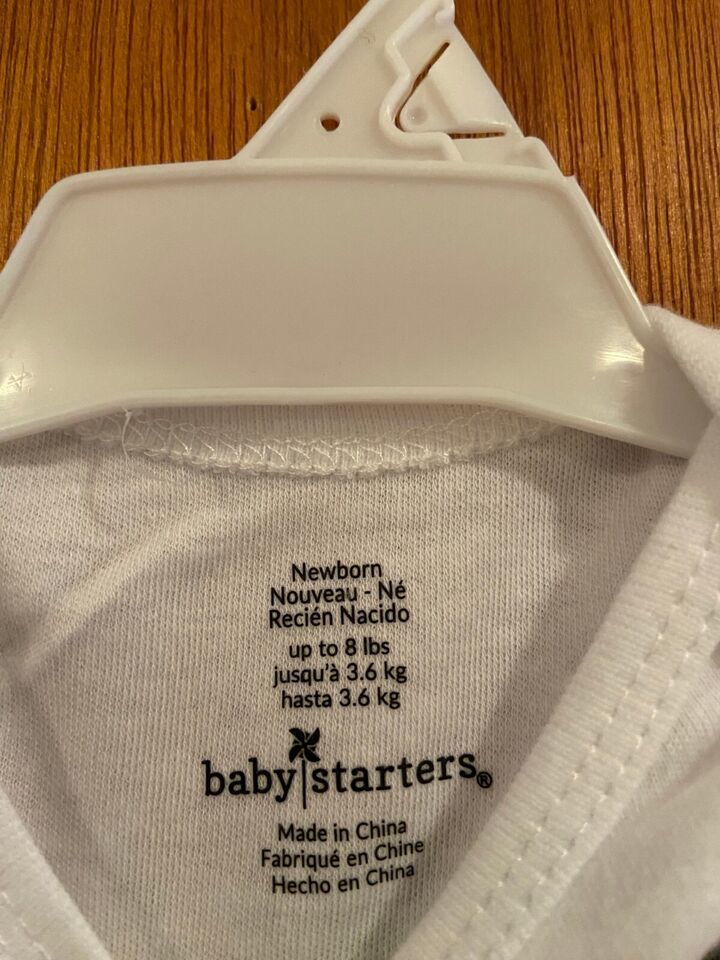 Newborn
Nouveau - Né
Recién Nacido
up to 8 lbs
jusqu'à 3.6 kg
hasta 3.6 kg
baby starters®
Made in China
Fabriqué en Chine
Hecho en China